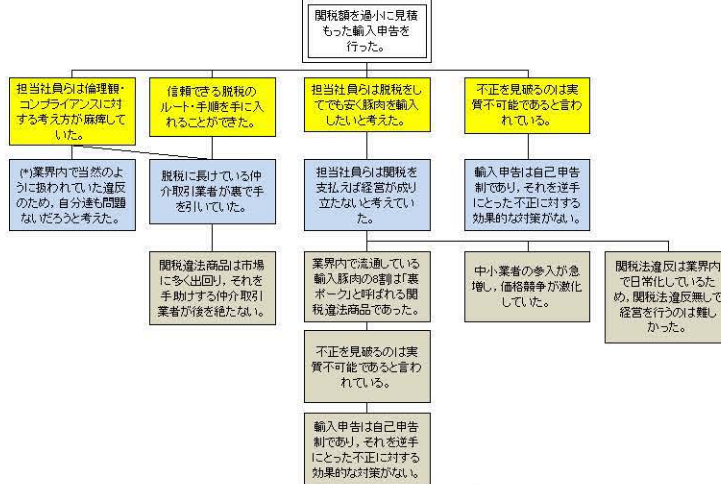 関税額を過小に見積
もった輸入申告を
行った。
担当社員らは倫理観・
コンプライアンスに対
する考え方が麻痺して
いた。
信頼できる脱税の
ルート・手順を手に入
れることができた。
担当社員らは脱税をし
てでも安く豚肉を輸入
したいと考えた。
不正を見破るのは実
質不可能であると言わ
れている。
(*)業界内で当然のよ
うに扱われていた違反
のため，自分達も問題
ないだろうと考えた。
脱税に長けている仲
介取引業者が裏で手
を引いていた。
担当社員らは関税を
支払えば経営が成り
立たないと考えてい
た。
輸入申告は自己申告
制であり，それを逆手
にとった不正に対する
効果的な対策がない。
関税違法商品は市場
に多く出回り，それを
手助けする仲介取引
業者が後を絶たない。
業界内で流通している
輸入豚肉の8割は「裏
ポーク」と呼ばれる関
税違法商品であった。
中小業者の参入が急
増し，価格競争が激化
していた。
関税法違反は業界内
で日常化しているた
め，関税法違反無しで
経営を行うのは難し
かった。
不正を見破るのは実
質不可能であると言わ
れている。
輸入申告は自己申告
制であり，それを逆手
にとった不正に対する
効果的な対策がない。